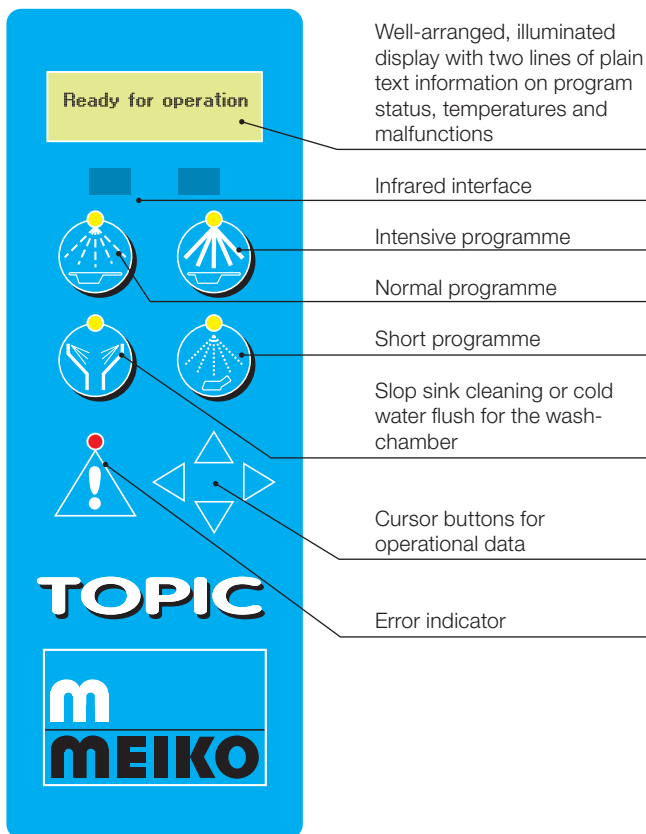 Ready for operation
Well-arranged, illuminated
display with two lines of plain
text information on program
status, temperatures and
malfunctions
Infrared interface
Intensive programme
Normal programme
Short programme
Slop sink cleaning or cold
water flush for the wash-
chamber
Cursor buttons for
operational data
Error indicator
TOPIC
m
MEIKO